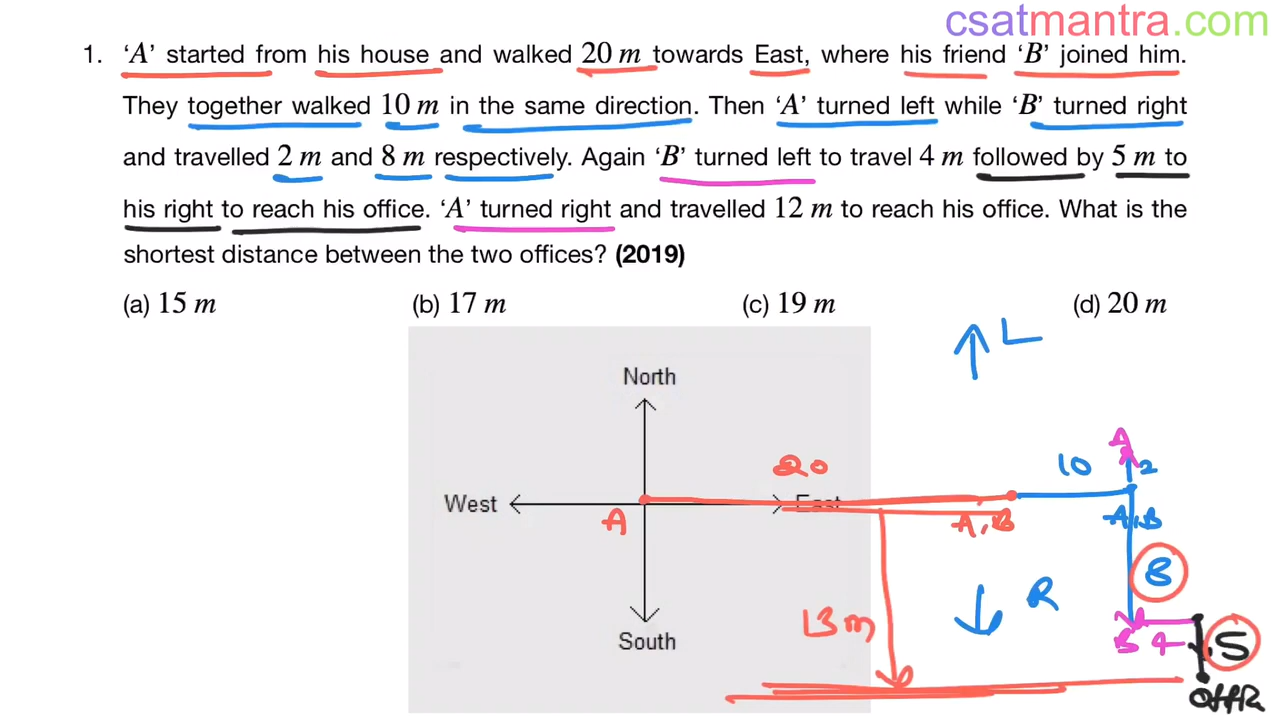 csatmantra.com
1. ‘A’ started from his house and walked 20 m towards East, where his friend ‘B’ joined him.
They together walked 10 m in the same direction. Then ‘A’ turned left while ‘B’ turned right
and travelled 2 m and 8 m respectively. Again ‘B’ turned left to travel 4 m followed by 5 m to
his right to reach his office. ‘A’ turned right and travelled 12 m to reach his office. What is the
shortest distance between the two offices? (2019)
(a) 15 m (b) 17 m (c) 19 m (d) 20 m
L
North
A
20 10 2
West East
A A,B A,B
8
13 m R
B 4 5
South